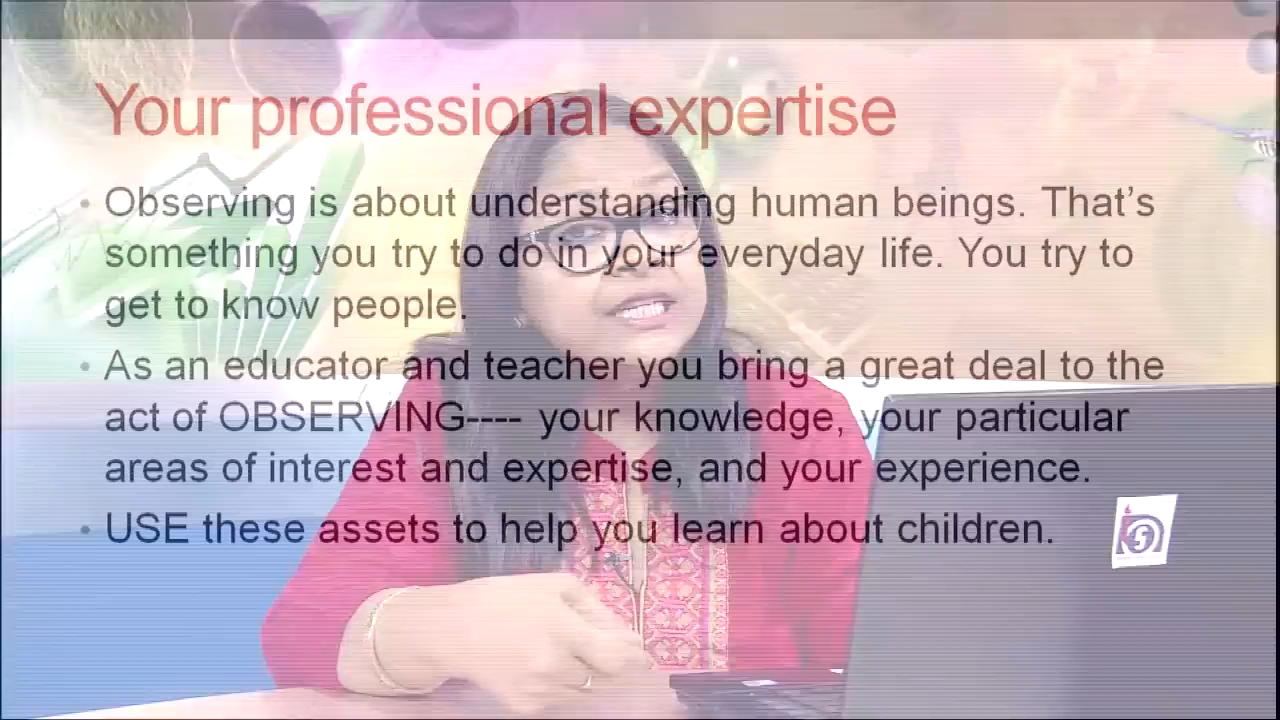 Your professional expertise
• Observing is about understanding human beings. That’s
something you try to do in your everyday life. You try to
get to know people.
• As an educator and teacher you bring a great deal to the
act of OBSERVING---- your knowledge, your particular
areas of interest and expertise, and your experience.
• USE these assets to help you learn about children.